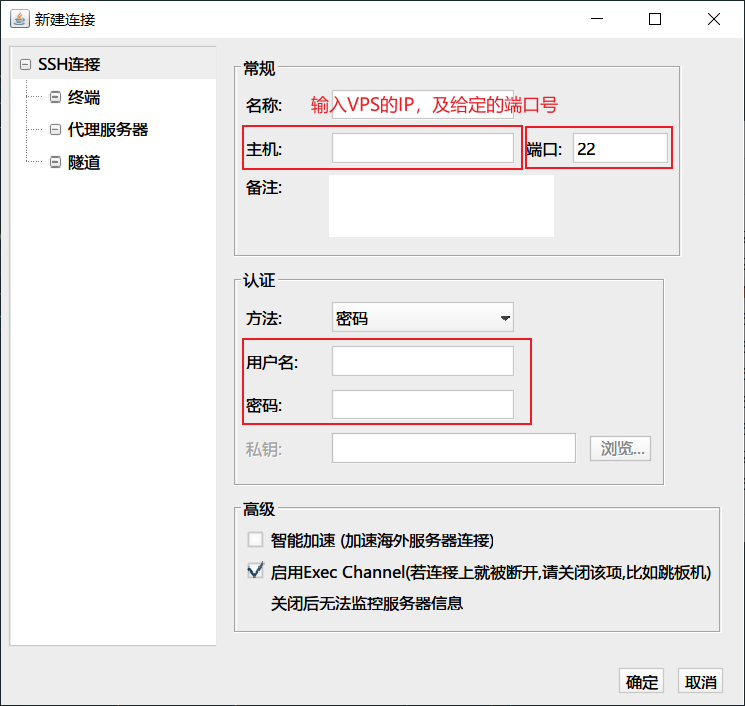 新建连接
SSH连接
终端
代理服务器
隧道
常规
名称:
输入VPS的IP，及给定的端口号
主机:
端口: 22
备注:
认证
方法: 密码
用户名:
密码:
私钥: 浏览...
高级
智能加速 (加速海外服务器连接)
启用Exec Channel(若连接上就被断开,请关闭该项,比如跳板机)
关闭后无法监控服务器信息
确定 取消